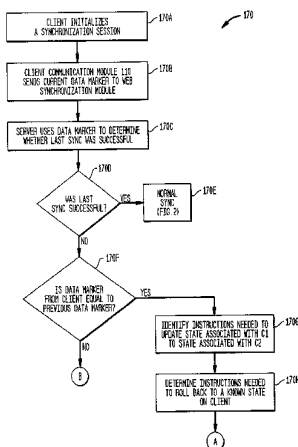 170
170A
CLIENT INITIALIZES
A SYNCHRONIZATION SESSION
170B
CLIENT COMMUNICATION MODULE 110
SENDS CURRENT DATA MARKER TO WEB
SYNCHRONIZATION MODULE
170C
SERVER USES DATA MARKER TO DETERMINE
WHETHER LAST SYNC WAS SUCCESSFUL
170D
WAS LAST
SYNC SUCCESSFUL?
YES
170E
NORMAL
SYNC
(FIG.2)
NO
170F
IS DATA MARKER
FROM CLIENT EQUAL TO
PREVIOUS DATA MARKER?
YES
NO
B
170G
IDENTIFY INSTRUCTIONS NEEDED TO
UPDATE STATE ASSOCIATED WITH C1
TO STATE ASSOCIATED WITH C2
170H
DETERMINE INSTRUCTIONS NEEDED
TO ROLL BACK TO A KNOWN STATE
ON CLIENT
A